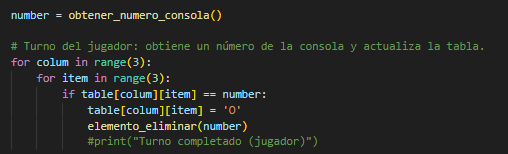 number = obtener_numero_consola()
# Turno del jugador: obtiene un número de la consola y actualiza la tabla.
for colum in range(3):
    for item in range(3):
        if table[colum][item] == number:
            table[colum][item] = 'O'
            elemento_eliminar(number)
            #print("Turno completado (jugador)")